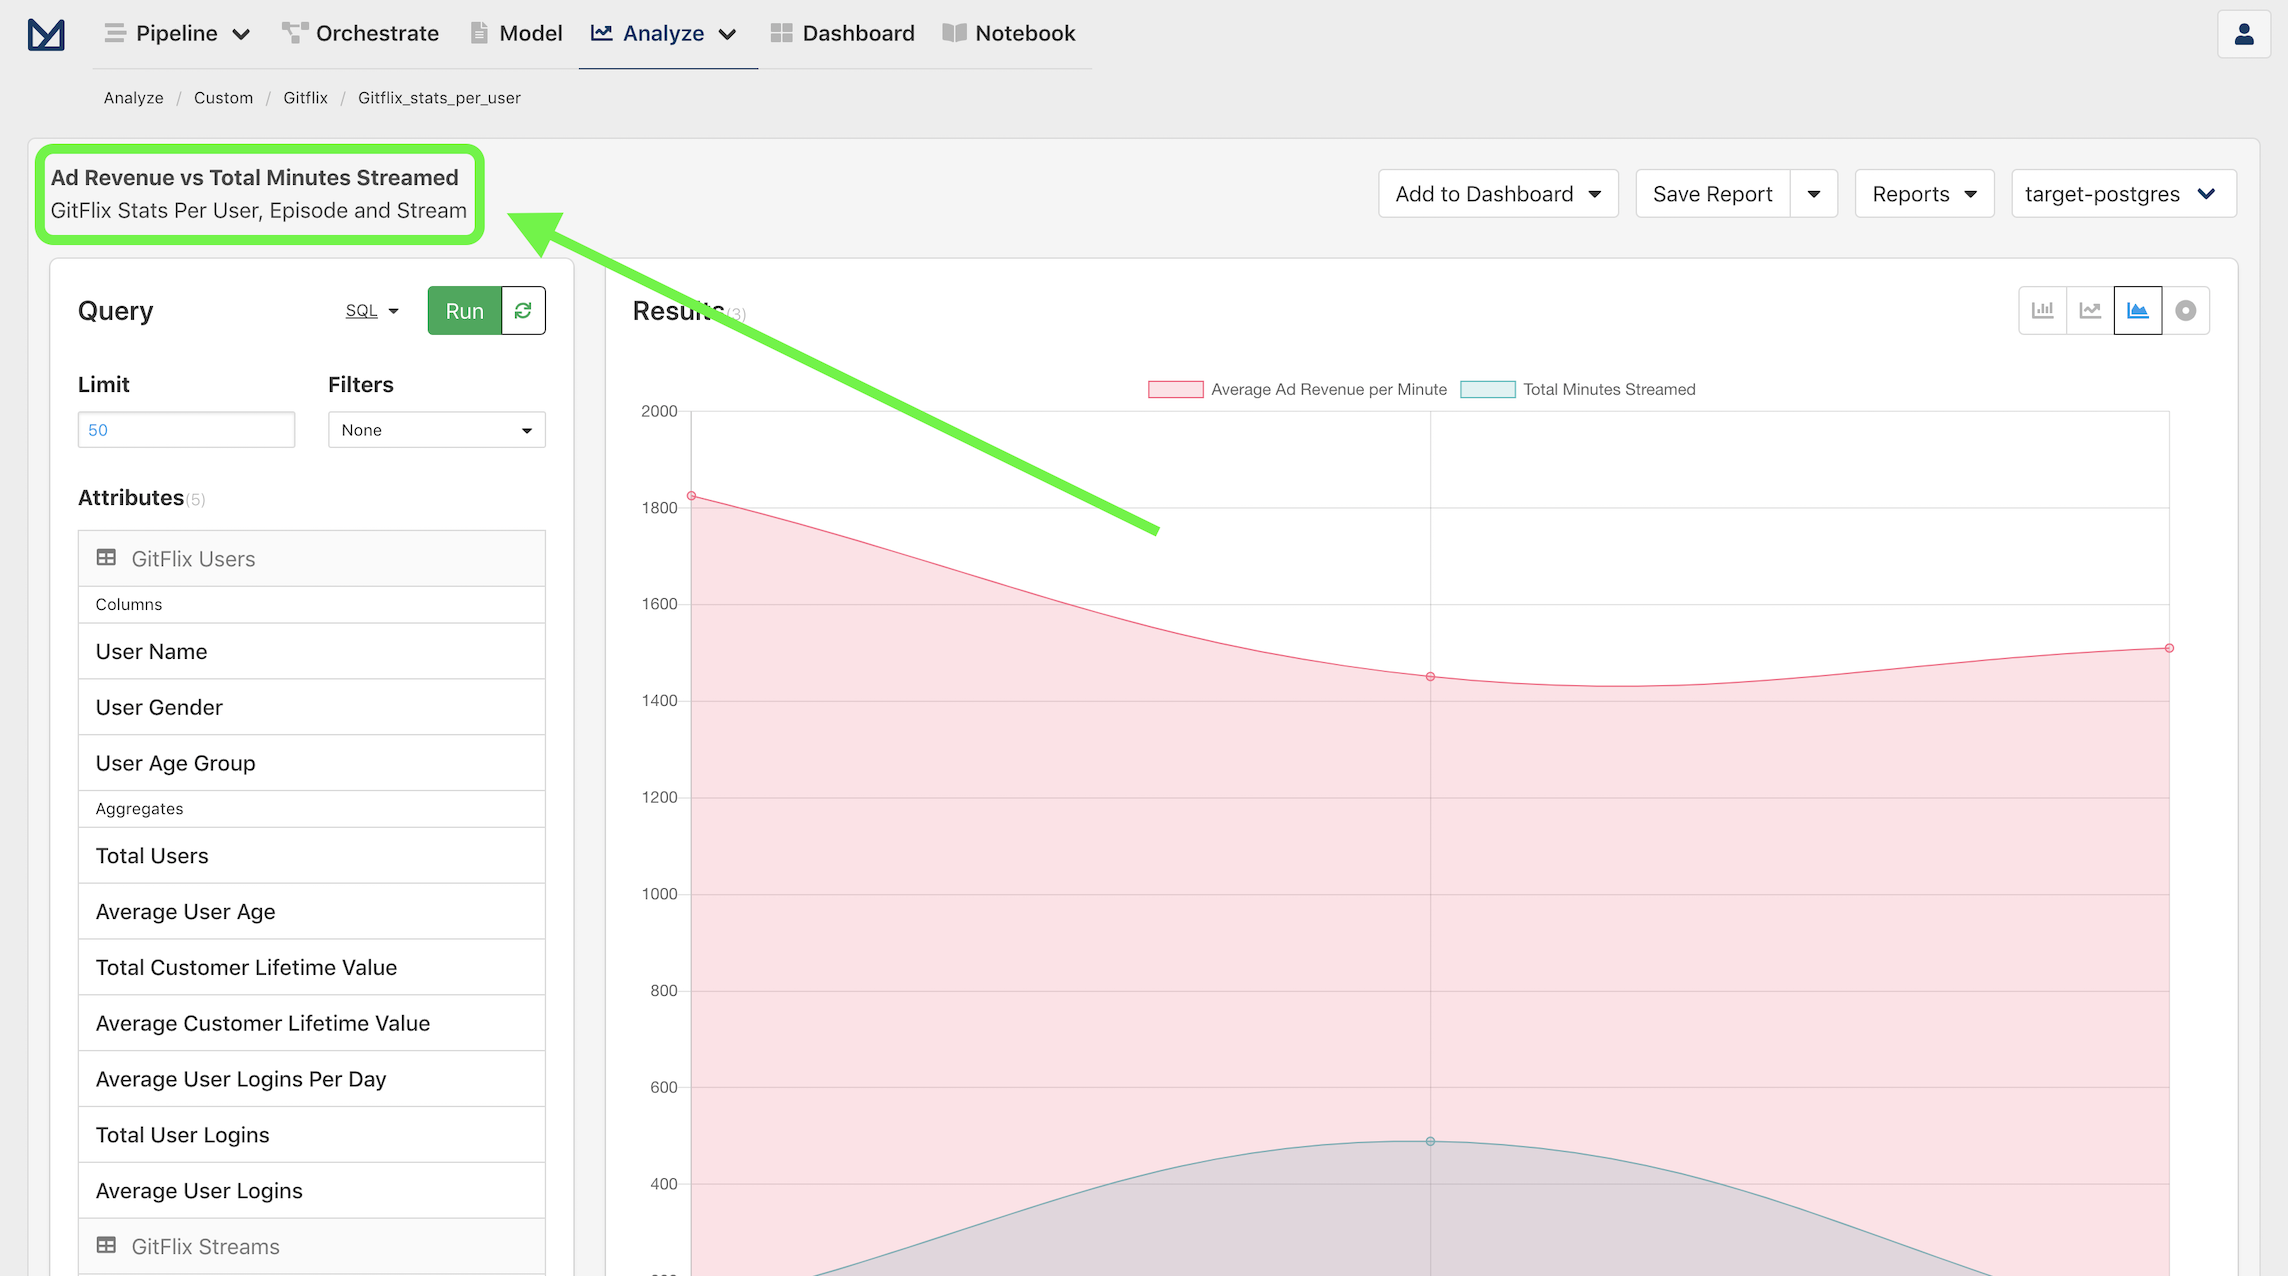 Pipeline Orchestrate Model Analyze Dashboard Notebook
Analyze / Custom / Gitflix / Gitflix_stats_per_user
Ad Revenue vs Total Minutes Streamed
GitFlix Stats Per User, Episode and Stream
Add to Dashboard Save Report Reports target-postgres
Query SQL Run
Limit Filters
50 None
Attributes(5)
GitFlix Users
Columns
User Name
User Gender
User Age Group
Aggregates
Total Users
Average User Age
Total Customer Lifetime Value
Average Customer Lifetime Value
Average User Logins Per Day
Total User Logins
Average User Logins
GitFlix Streams
Results(3)
Average Ad Revenue per Minute Total Minutes Streamed
2000
1800
1600
1400
1200
1000
800
600
400